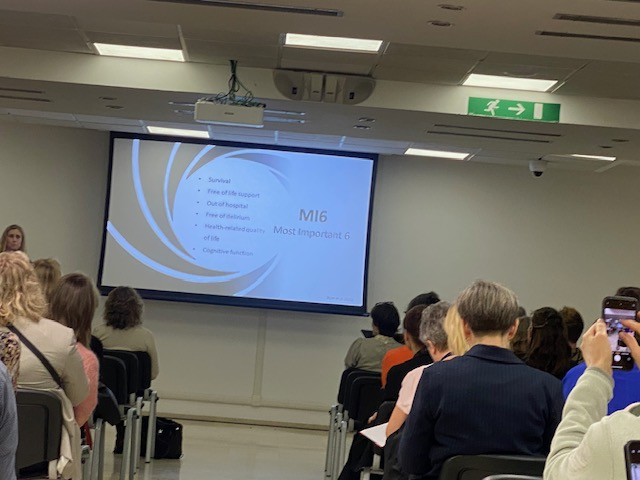 Survival
Free of life support
Out of hospital
Free of delirium
Health-related quality
of life
Cognitive function
MI6
Most Important 6